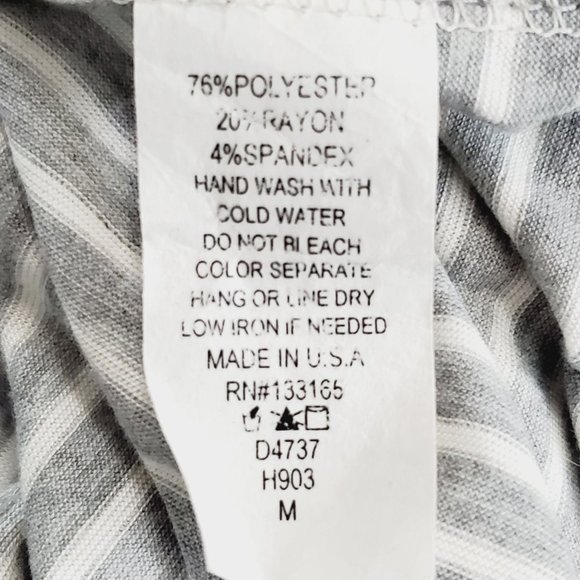 76%POLYESTER
20%RAYON
4%SPANDEX
HAND WASH WITH
COLD WATER
DO NOT BLEACH
COLOR SEPARATE
HANG OR LINE DRY
LOW IRON IF NEEDED
MADE IN U.S.A
RN#133165
D4737
H903
M